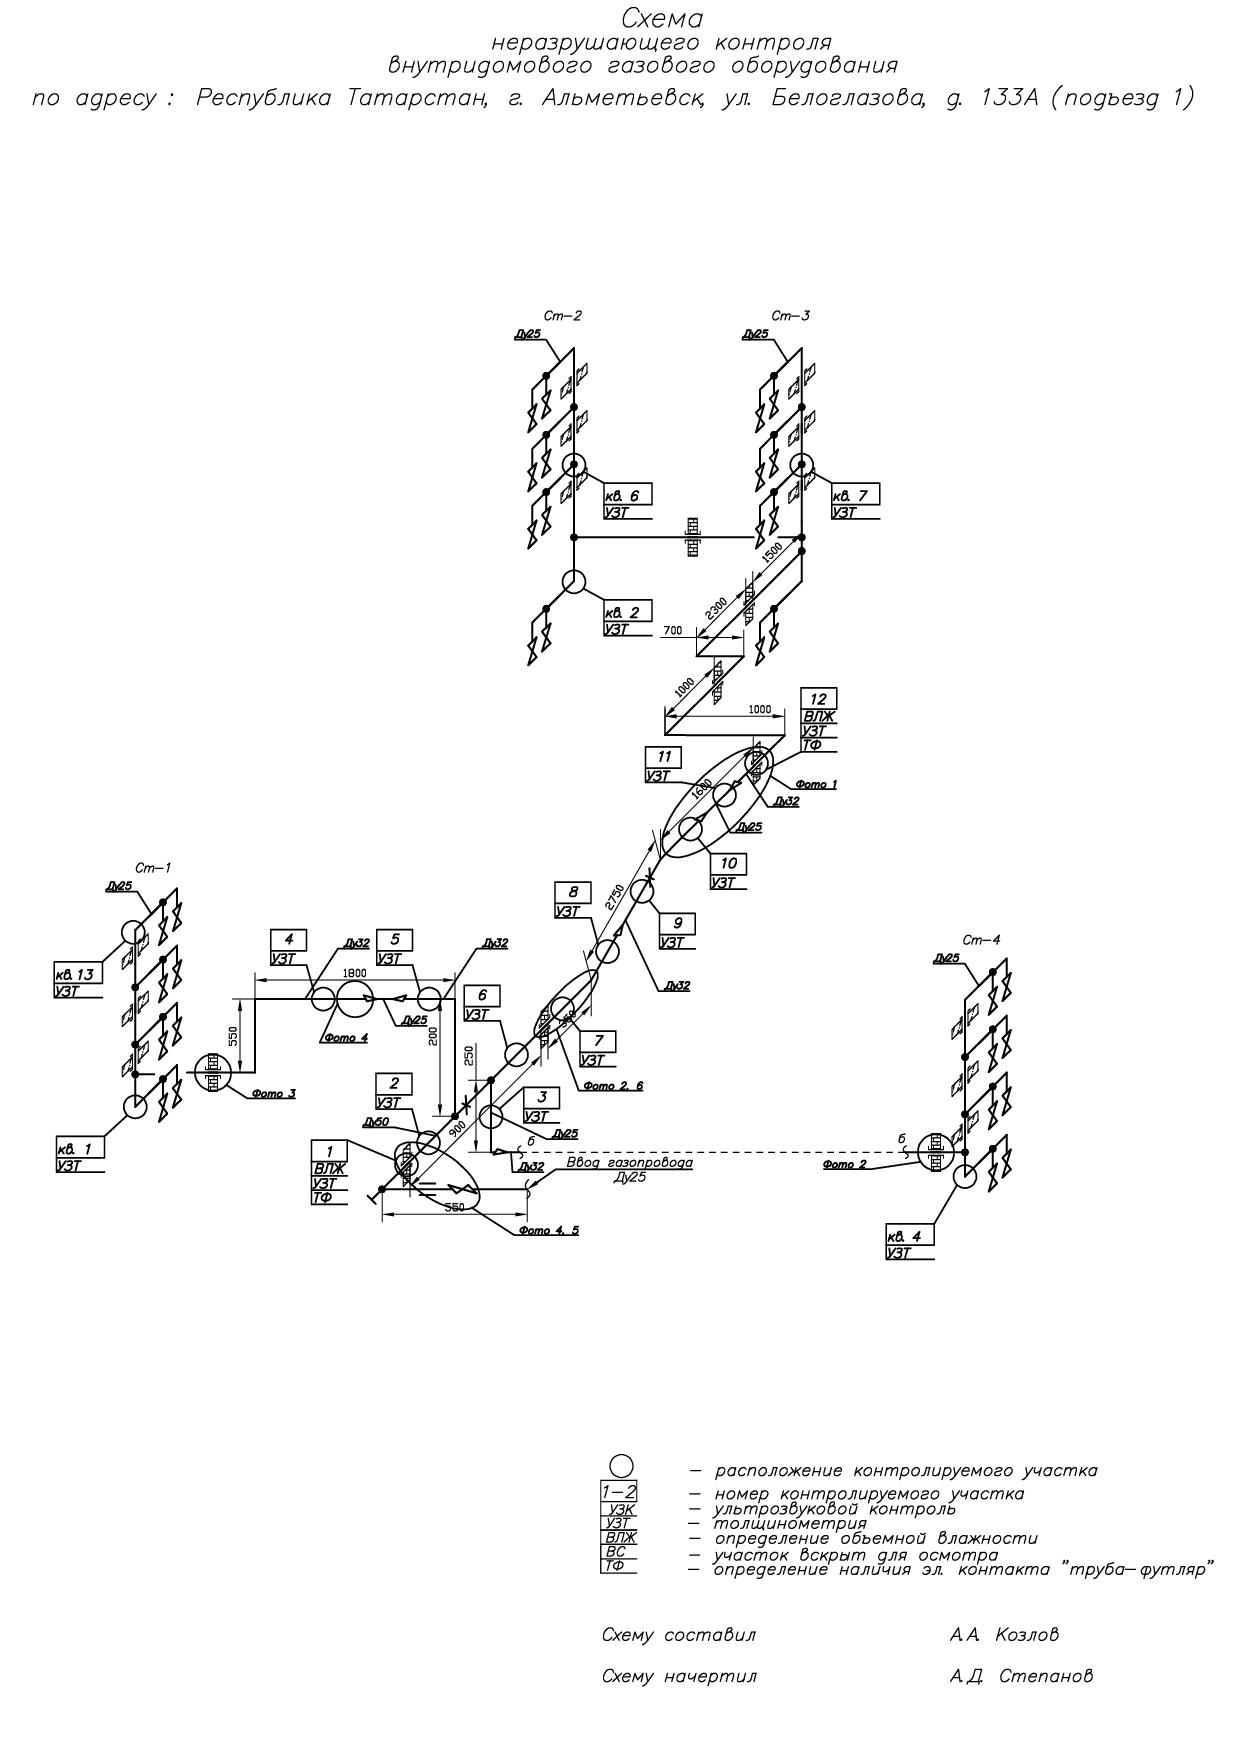 Схема
неразрушающего контроля
внутридомового газового оборудования
по адресу : Республика Татарстан, г. Альметьевск, ул. Белоглазова, д. 133А (подъезд 1)
Ст-2
Ст-3
Ду25
Ду25
кв. 6
УЗТ
кв. 7
УЗТ
1500
кв. 2
УЗТ
2300
700
1000
1000
12
ВЛЖ
УЗТ
ТФ
11
УЗТ
Фото 1
1600
Ду32
Ду25
10
УЗТ
Ст-1
Ду25
8
УЗТ
2750
9
УЗТ
4
УЗТ
Ду32
5
УЗТ
Ду32
Ст-4
Ду25
кв. 13
УЗТ
1800
Ду32
6
УЗТ
550
Ду25
Фото 4
200
350
7
УЗТ
250
Фото 3
2
УЗТ
Фото 2, 6
3
УЗТ
Ду50
900
Ду25
кв. 1
УЗТ
1
ВЛЖ
УЗТ
ТФ
б
б
Ду32
Ввод газопровода
Ду25
Фото 2
550
Фото 4, 5
кв. 4
УЗТ
– расположение контролируемого участка
1-2 – номер контролируемого участка
УЗК – ультрозвуковой контроль
УЗТ – толщинометрия
ВЛЖ – определение объемной влажности
ВС – участок вскрыт для осмотра
ТФ – определение наличия эл. контакта "труба-футляр"
Схему составил А.А. Козлов
Схему начертил А.Д. Степанов